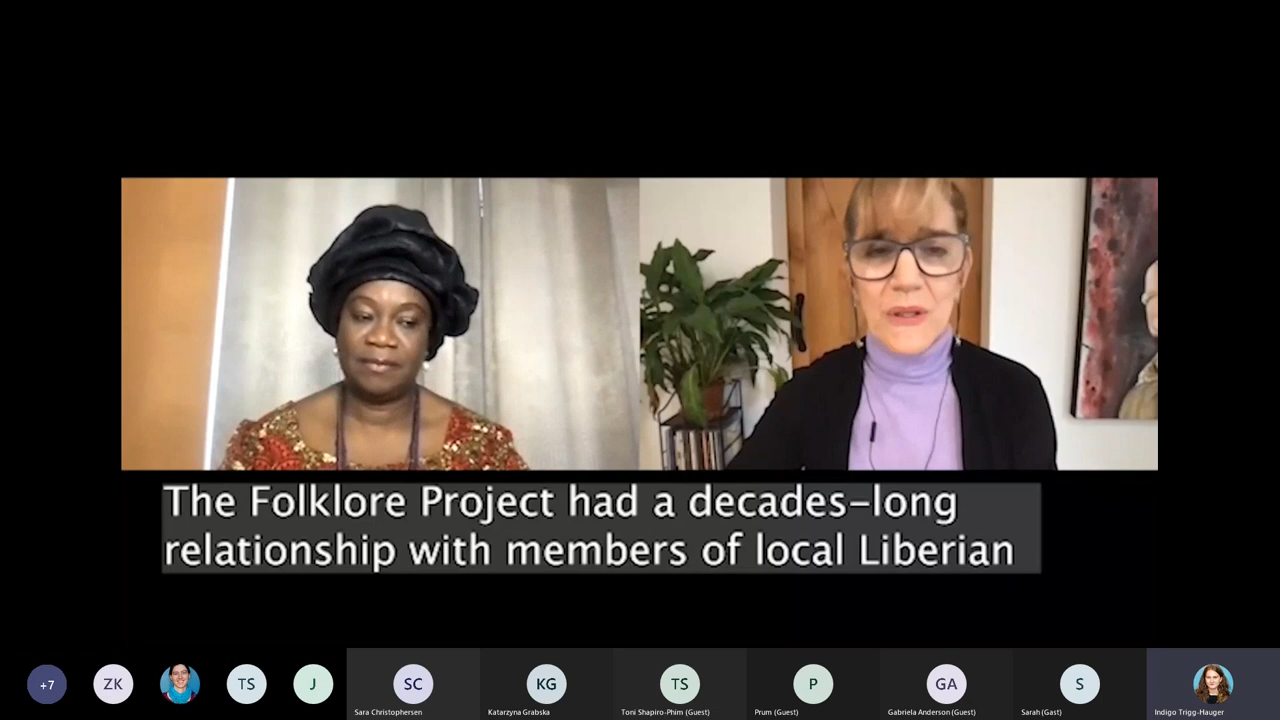 The Folklore Project had a decades-long
relationship with members of local Liberian
+7
ZK
TS
J
SC
KG
TS
P
GA
S
Sara Christophersen
Katarzyna Grabska
Toni Shapiro-Phim (Guest)
Prum (Guest)
Gabriela Anderson (Guest)
Sarah (Gast)
Indigo Trigg-Hauger